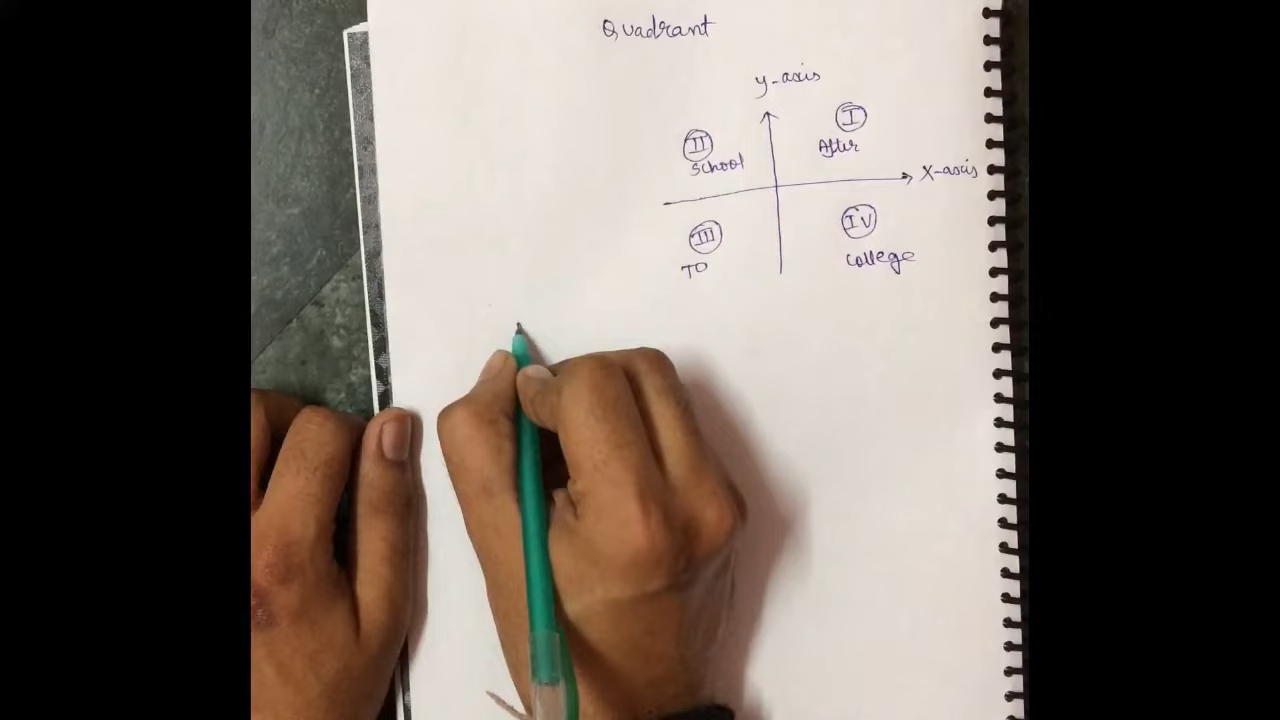 Quadrant
y-axis
II
School
I
After
X-axis
III
TO
IV
college